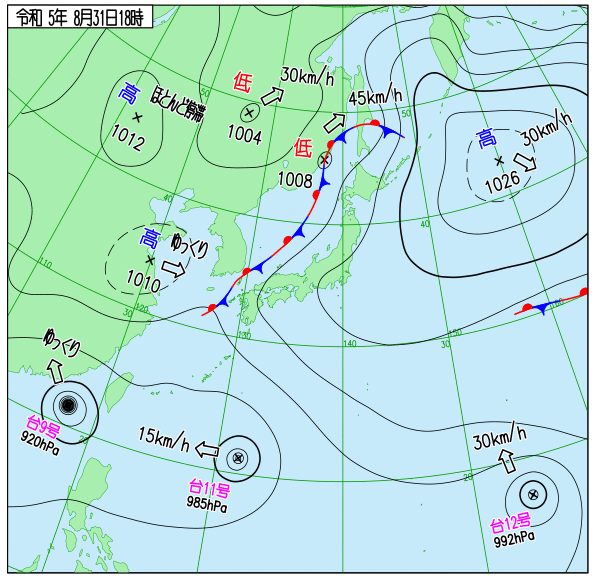 令和 5年 8月31日18時
高
ほとんど停滞
1012
50
低
30km/h
1004
45km/h
50
低
1008
高
30km/h
1026
40
40
高
ゆっくり
1010
110
120
30
130
140
150
30
160
ゆっくり
台9号
920hPa
20
15km/h
台11号
985hPa
30km/h
20
台12号
992hPa